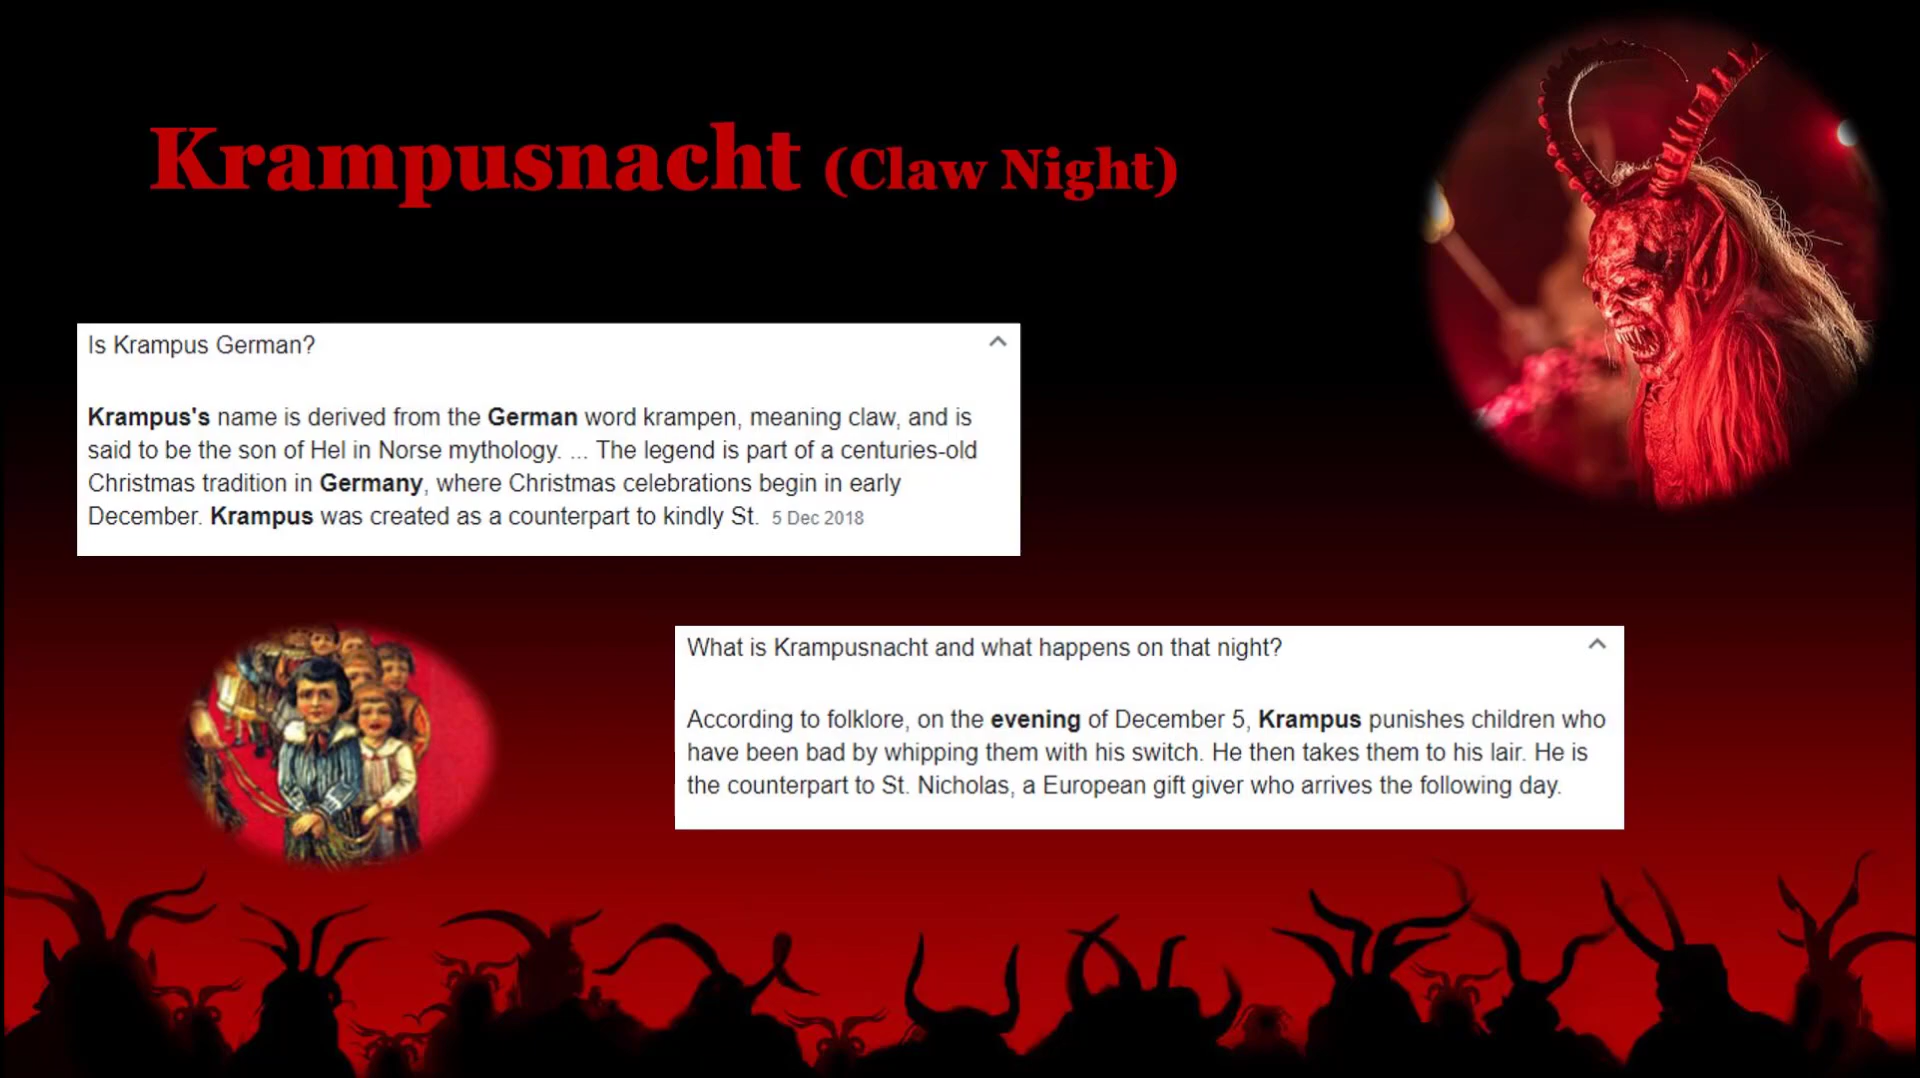 Krampusnacht (Claw Night)
Is Krampus German?
Krampus's name is derived from the German word krampen, meaning claw, and is
said to be the son of Hel in Norse mythology. ... The legend is part of a centuries-old
Christmas tradition in Germany, where Christmas celebrations begin in early
December. Krampus was created as a counterpart to kindly St. 5 Dec 2018
What is Krampusnacht and what happens on that night?
According to folklore, on the evening of December 5, Krampus punishes children who
have been bad by whipping them with his switch. He then takes them to his lair. He is
the counterpart to St. Nicholas, a European gift giver who arrives the following day.